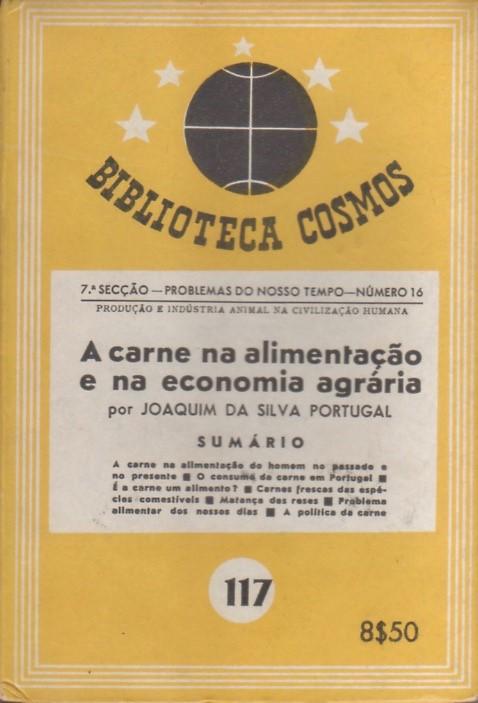 BIBLIOTECA COSMOS
7.ª SECÇÃO — PROBLEMAS DO NOSSO TEMPO — NÚMERO 16
PRODUÇÃO E INDÚSTRIA ANIMAL NA CIVILIZAÇÃO HUMANA
A carne na alimentação
e na economia agrária
por JOAQUIM DA SILVA PORTUGAL
SUMÁRIO
A carne na alimentação do homem no passado e
no presente ■ O consumo da carne em Portugal ■
É a carne um alimento? ■ Carnes frescas das espé-
cies comestíveis ■ Matança das reses ■ Problema
alimentar dos nossos dias ■ A política da carne
117
8$50